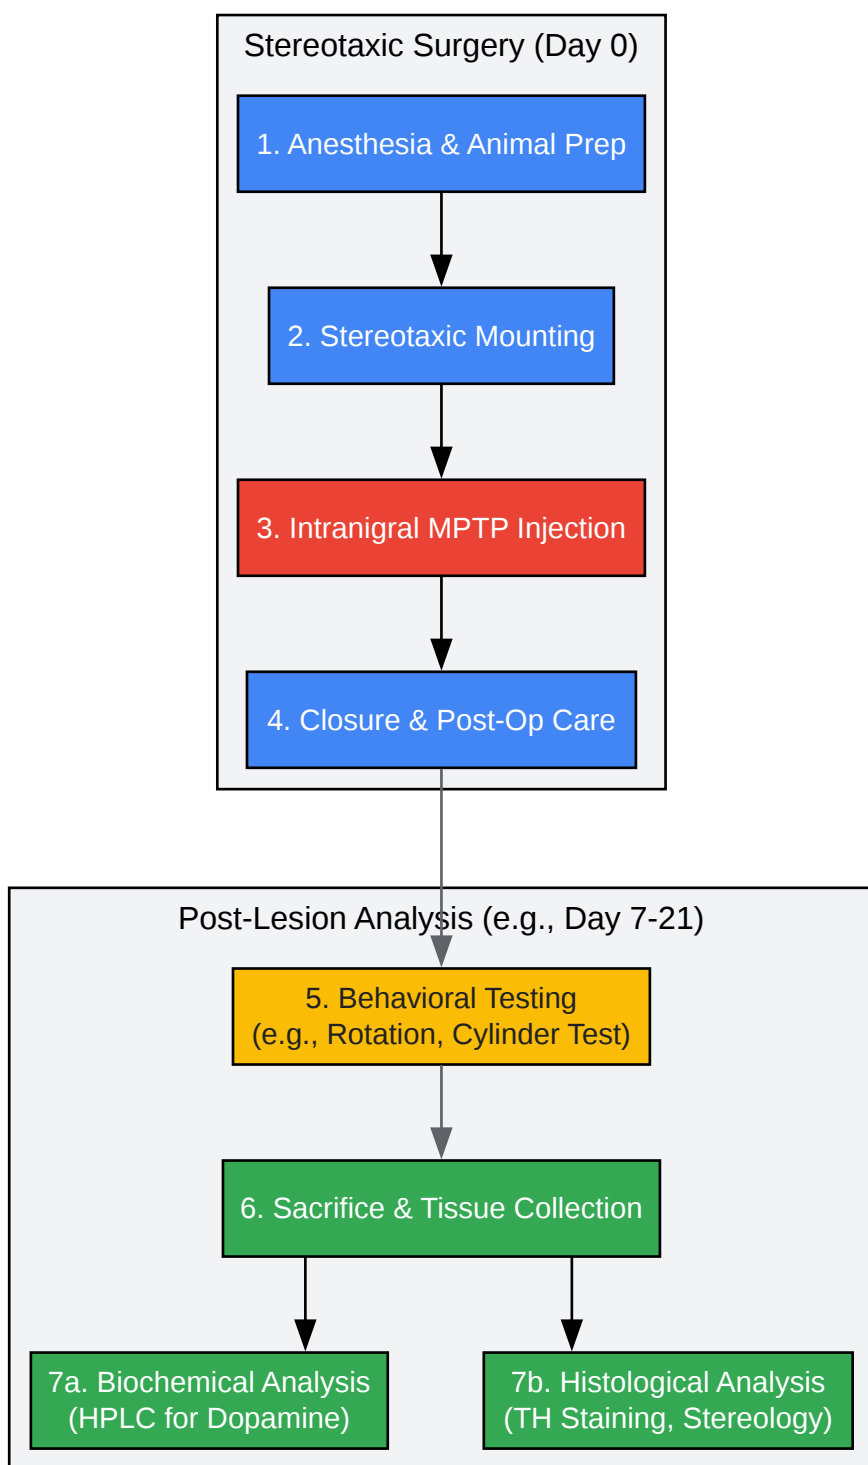 Stereotaxic Surgery (Day 0)
1. Anesthesia & Animal Prep
2. Stereotaxic Mounting
3. Intranigral MPTP Injection
4. Closure & Post-Op Care
Post-Lesion Analysis (e.g., Day 7-21)
5. Behavioral Testing
(e.g., Rotation, Cylinder Test)
6. Sacrifice & Tissue Collection
7a. Biochemical Analysis
(HPLC for Dopamine)
7b. Histological Analysis
(TH Staining, Stereology)